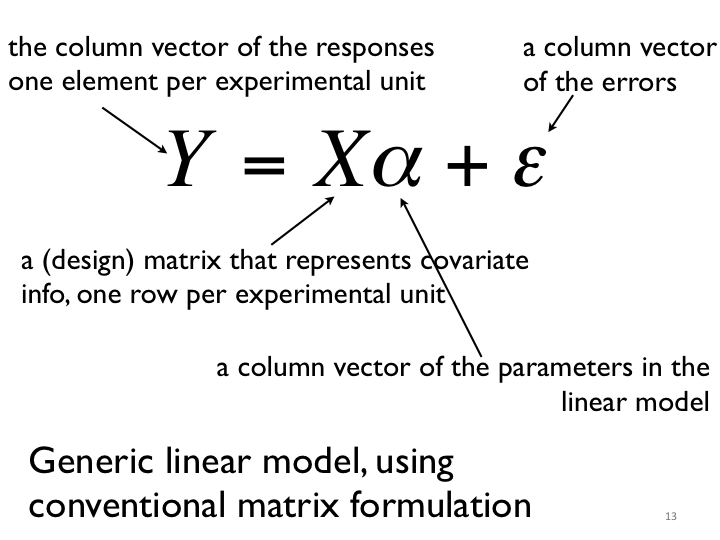 the column vector of the responses
one element per experimental unit
a column vector
of the errors
Y = Xα + ε
a (design) matrix that represents covariate
info, one row per experimental unit
a column vector of the parameters in the
linear model
Generic linear model, using
conventional matrix formulation
13